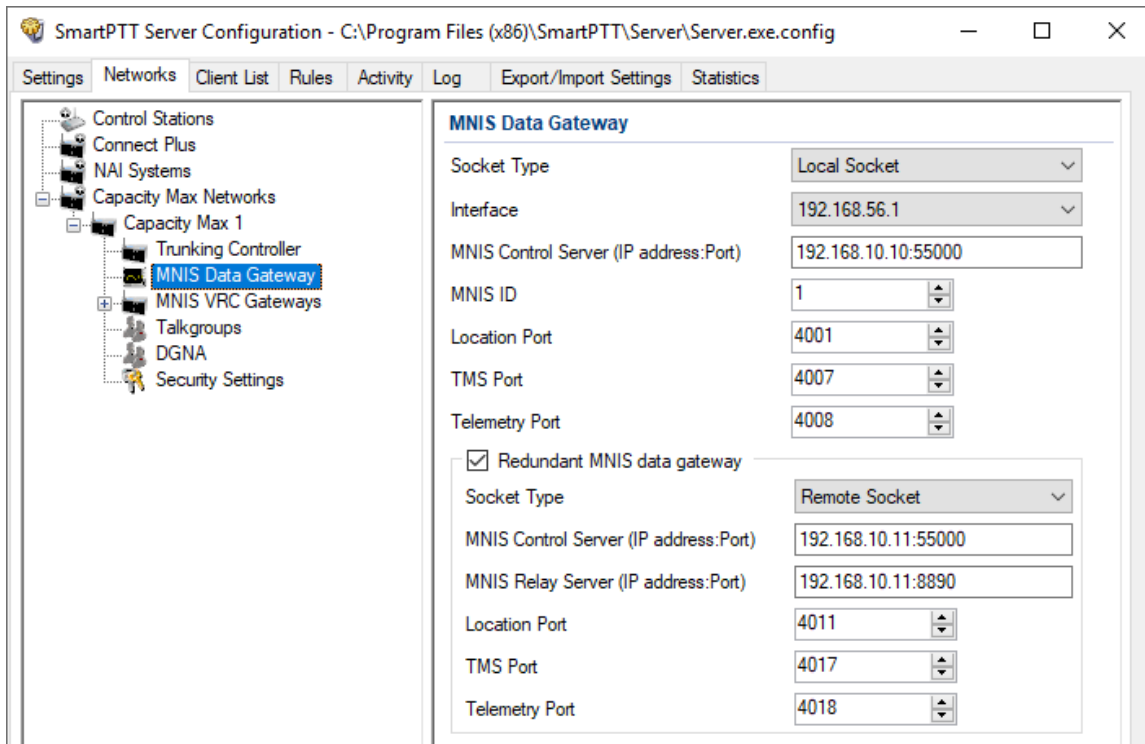 SmartPTT Server Configuration - C:\Program Files (x86)\SmartPTT\Server\Server.exe.config
Settings Networks Client List Rules Activity Log Export/Import Settings Statistics
Control Stations
Connect Plus
NAI Systems
Capacity Max Networks
Capacity Max 1
Trunking Controller
MNIS Data Gateway
MNIS VRC Gateways
Talkgroups
DGNA
Security Settings
MNIS Data Gateway
Socket Type Local Socket
Interface 192.168.56.1
MNIS Control Server (IP address:Port) 192.168.10.10:55000
MNIS ID 1
Location Port 4001
TMS Port 4007
Telemetry Port 4008
Redundant MNIS data gateway
Socket Type Remote Socket
MNIS Control Server (IP address:Port) 192.168.10.11:55000
MNIS Relay Server (IP address:Port) 192.168.10.11:8890
Location Port 4011
TMS Port 4017
Telemetry Port 4018